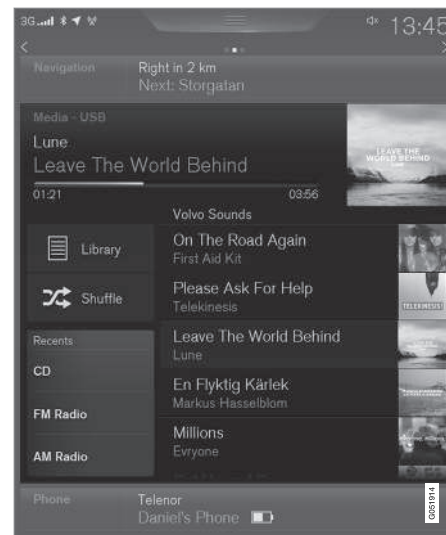 3G
13:45
Navigation
Right in 2 km
Next: Storgatan
Media - USB
Lune
Leave The World Behind
01:21
03:56
LEAVE THE
WORLD BEHIND
Volvo Sounds
Library
Shuffle
On The Road Again
First Aid Kit
Please Ask For Help
Telekinesis
TELEKINESIS!
Recents
CD
FM Radio
AM Radio
Leave The World Behind
Lune
En Flyktig Kärlek
Markus Hasselblom
Millions
Evryone
Phone
Telenor
Daniel's Phone
G051914